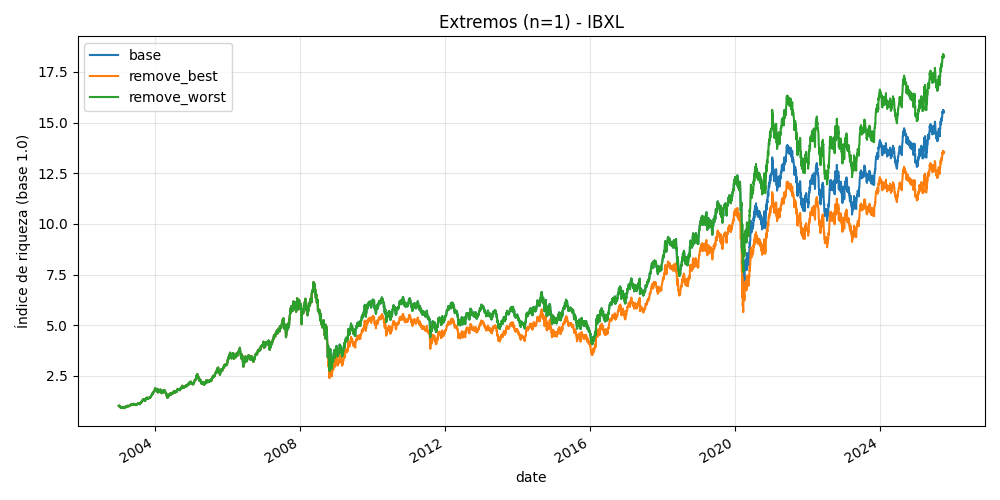 Extremos (n=1) - IBXL
base
remove_best
remove_worst
Índice de riqueza (base 1.0)
17.5
15.0
12.5
10.0
7.5
5.0
2.5
2004
2008
2012
2016
2020
2024
date